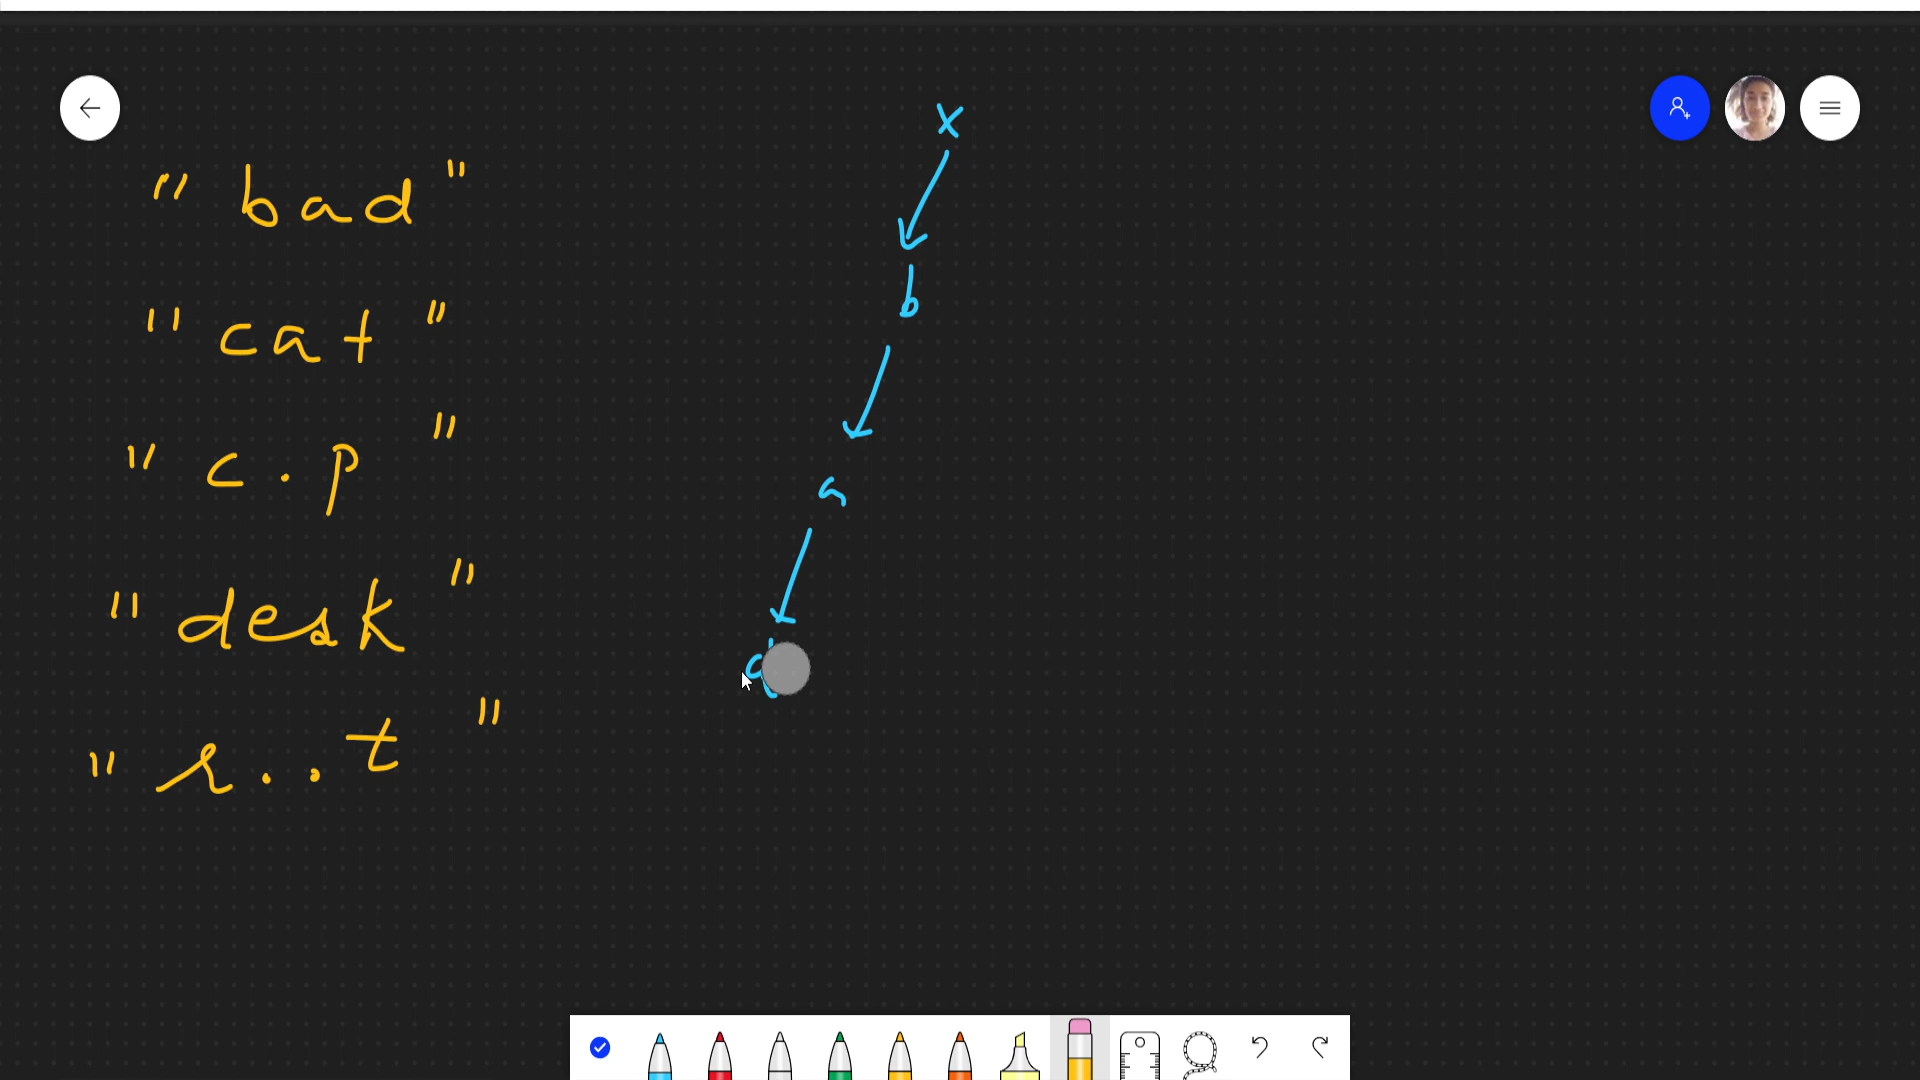 "bad"
"cat"
"c.p"
"desk"
"r..t"
x
b
a
d